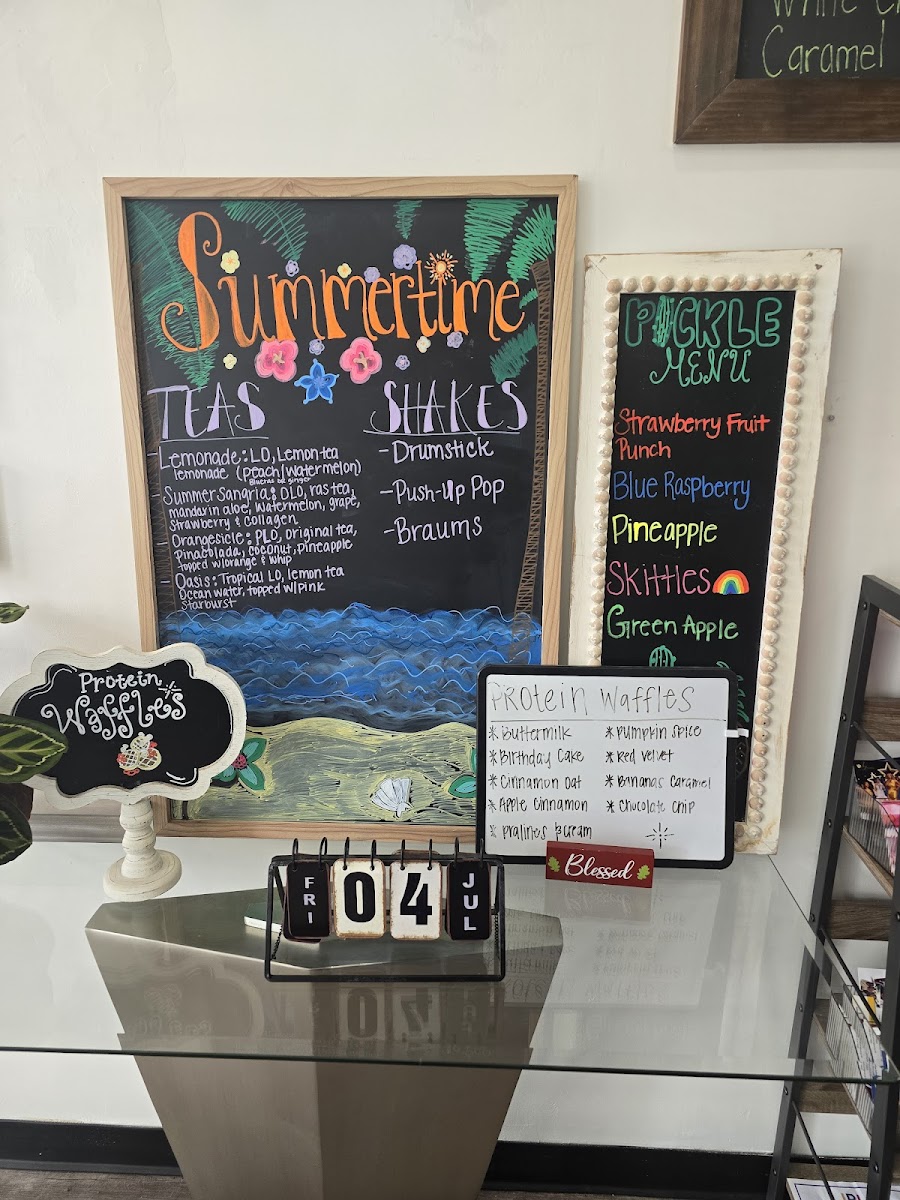 Caramel
Summertime
TEAS
Lemonade: LO, Lemon tea
lemonade (peach/watermelon)
- Summer Sangria: OLO, ras tea,
mandarin aloe, watermelon, grape,
strawberry & collagen
- Orangesicle: PLO, original tea,
pinacolada, coconut, pineapple
topped w/orange & whip
- Oasis: Tropical LO, lemon tea
Ocean water, topped w/Pink
Starburst
SHAKES
- Drumstick
- Push-Up Pop
- Braums
PICKLE
MENU
Strawberry Fruit
Punch
Blue Raspberry
Pineapple
Skittles
Green Apple
Protein
Waffles
Protein Waffles
* Buttermilk
* Birthday Cake
* Cinnamon Oat
* Apple Cinnamon
* Pralines & Cream
* Pumpkin Spice
* Red Velvet
* Bananas Caramel
* Chocolate Chip
Blessed
FRI 04 JUL